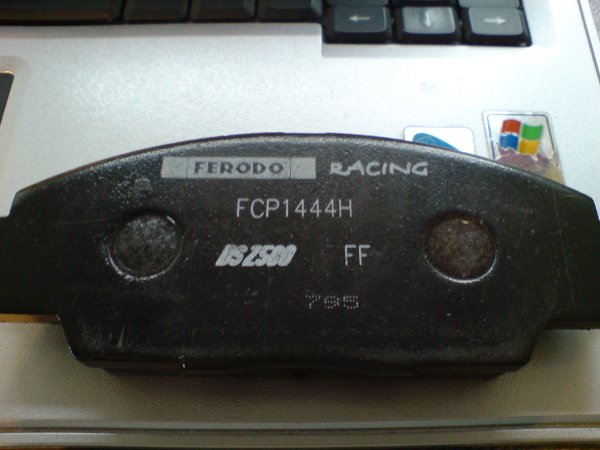 FERODO RACING
FCP1444H
DS2500 FF
795